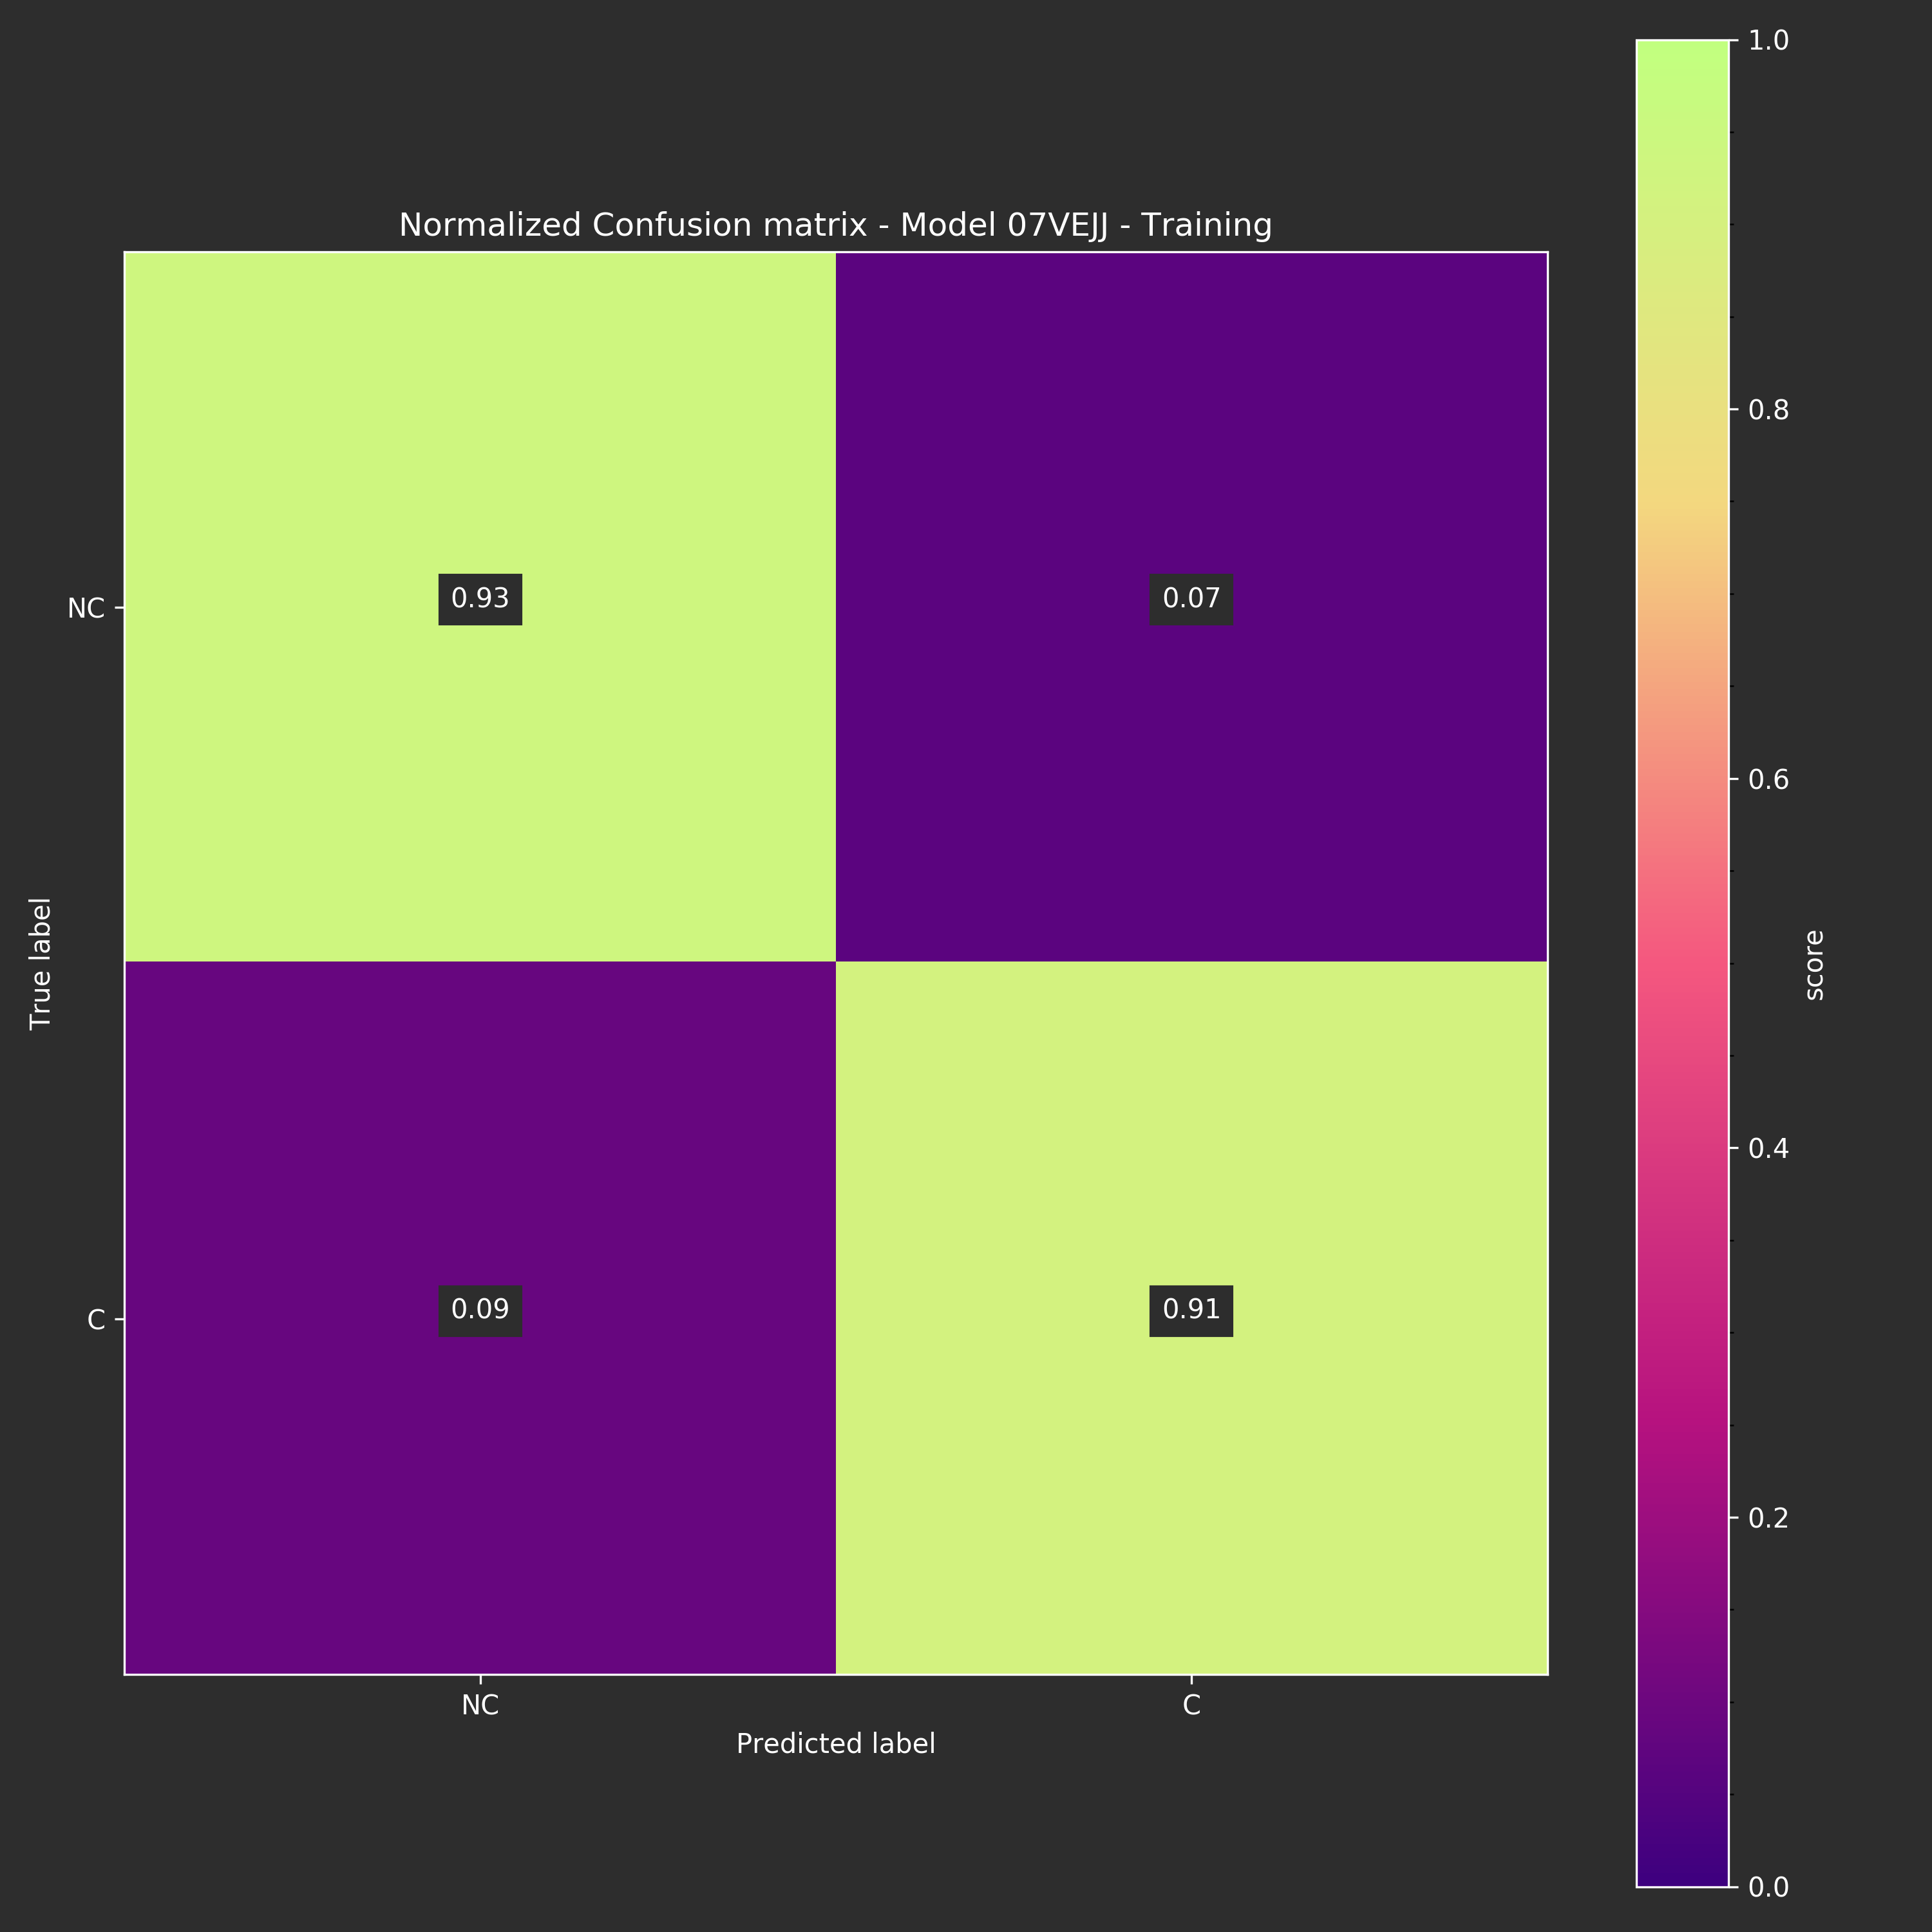 Normalized Confusion matrix - Model 07VEJJ - Training
1.0
0.8
0.6
0.4
0.2
0.0
score
True label
NC
C
0.93
0.07
0.09
0.91
NC
C
Predicted label